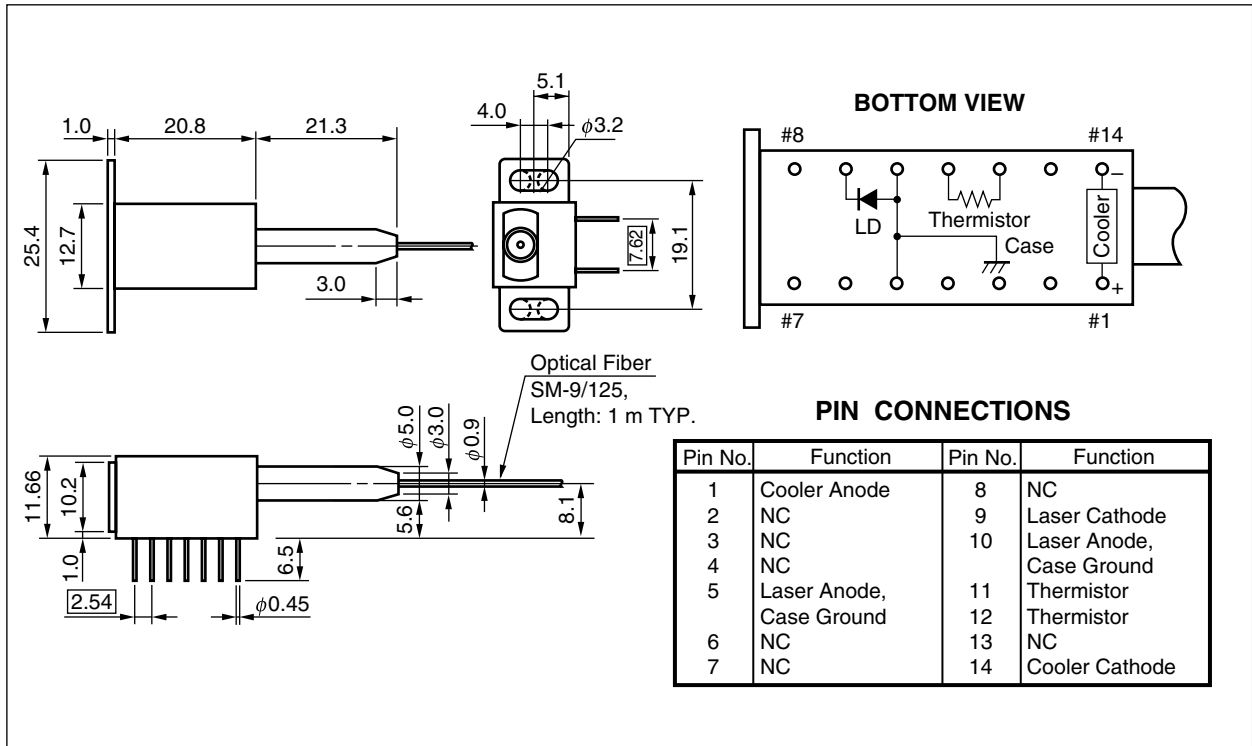 1.0
20.8
21.3
25.4
12.7
3.0
5.1
4.0
φ3.2
7.62
19.1
BOTTOM VIEW
#8
#14
–
LD
Thermistor
Case
Cooler
+
#7
#1
Optical Fiber
SM-9/125,
Length: 1 m TYP.
11.66
10.2
1.0
2.54
φ0.45
6.5
φ5.0
φ3.0
φ0.9
5.6
8.1
PIN CONNECTIONS
Pin No. Function Pin No. Function
1 Cooler Anode 8 NC
2 NC 9 Laser Cathode
3 NC 10 Laser Anode,
4 NC Case Ground
5 Laser Anode, 11 Thermistor
Case Ground 12 Thermistor
6 NC 13 NC
7 NC 14 Cooler Cathode